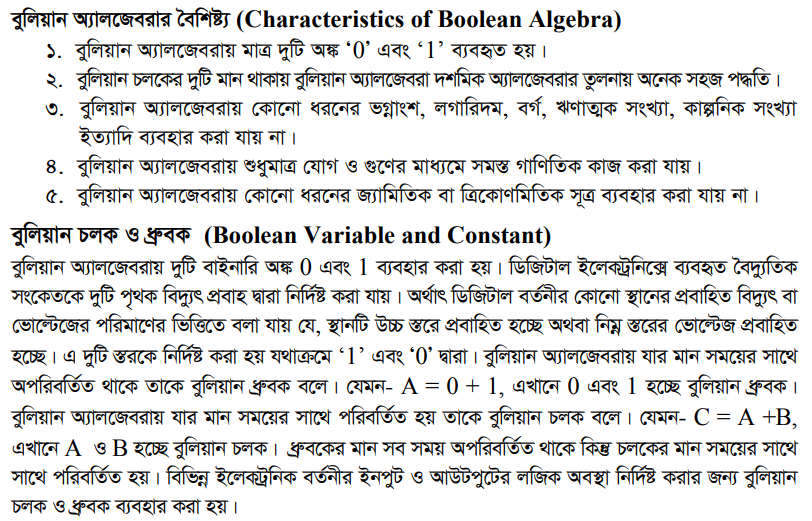 বুলিয়ান অ্যালজেবরার বৈশিষ্ট্য (Characteristics of Boolean Algebra)
১. বুলিয়ান অ্যালজেবরায় মাত্র দুটি অঙ্ক ‘0’ এবং ‘1’ ব্যবহৃত হয়।
২. বুলিয়ান চলকের দুটি মান থাকায় বুলিয়ান অ্যালজেবরা দশমিক অ্যালজেবরার তুলনায় অনেক সহজ পদ্ধতি।
৩. বুলিয়ান অ্যালজেবরায় কোনো ধরনের ভগ্নাংশ, লগারিদম, বর্গ, ঋণাত্মক সংখ্যা, কাল্পনিক সংখ্যা
ইত্যাদি ব্যবহার করা যায় না।
৪. বুলিয়ান অ্যালজেবরায় শুধুমাত্র যোগ ও গুণের মাধ্যমে সমস্ত গাণিতিক কাজ করা যায়।
৫. বুলিয়ান অ্যালজেবরায় কোনো ধরনের জ্যামিতিক বা ত্রিকোণমিতিক সূত্র ব্যবহার করা যায় না।
বুলিয়ান চলক ও ধ্রুবক (Boolean Variable and Constant)
বুলিয়ান অ্যালজেবরায় দুটি বাইনারি অঙ্ক 0 এবং 1 ব্যবহার করা হয়। ডিজিটাল ইলেকট্রনিক্সে ব্যবহৃত বৈদ্যুতিক
সংকেতকে দুটি পৃথক বিদ্যুৎ প্রবাহ দ্বারা নির্দিষ্ট করা যায়। অর্থাৎ ডিজিটাল বর্তনীর কোনো স্থানের প্রবাহিত বিদ্যুৎ বা
ভোল্টেজের পরিমাণের ভিত্তিতে বলা যায় যে, স্থানটি উচ্চ স্তরে প্রবাহিত হচ্ছে অথবা নিম্ন স্তরের ভোল্টেজ প্রবাহিত
হচ্ছে। এ দুটি স্তরকে নির্দিষ্ট করা হয় যথাক্রমে ‘1’ এবং ‘0’ দ্বারা। বুলিয়ান অ্যালজেবরায় যার মান সময়ের সাথে
অপরিবর্তিত থাকে তাকে বুলিয়ান ধ্রুবক বলে। যেমন- A = 0 + 1, এখানে 0 এবং 1 হচ্ছে বুলিয়ান ধ্রুবক।
বুলিয়ান অ্যালজেবরায় যার মান সময়ের সাথে পরিবর্তিত হয় তাকে বুলিয়ান চলক বলে। যেমন- C = A +B,
এখানে A ও B হচ্ছে বুলিয়ান চলক। ধ্রুবকের মান সব সময় অপরিবর্তিত থাকে কিন্তু চলকের মান সময়ের সাথে
সাথে পরিবর্তিত হয়। বিভিন্ন ইলেকট্রনিক বর্তনীর ইনপুট ও আউটপুটের লজিক অবস্থা নির্দিষ্ট করার জন্য বুলিয়ান
চলক ও ধ্রুবক ব্যবহার করা হয়।